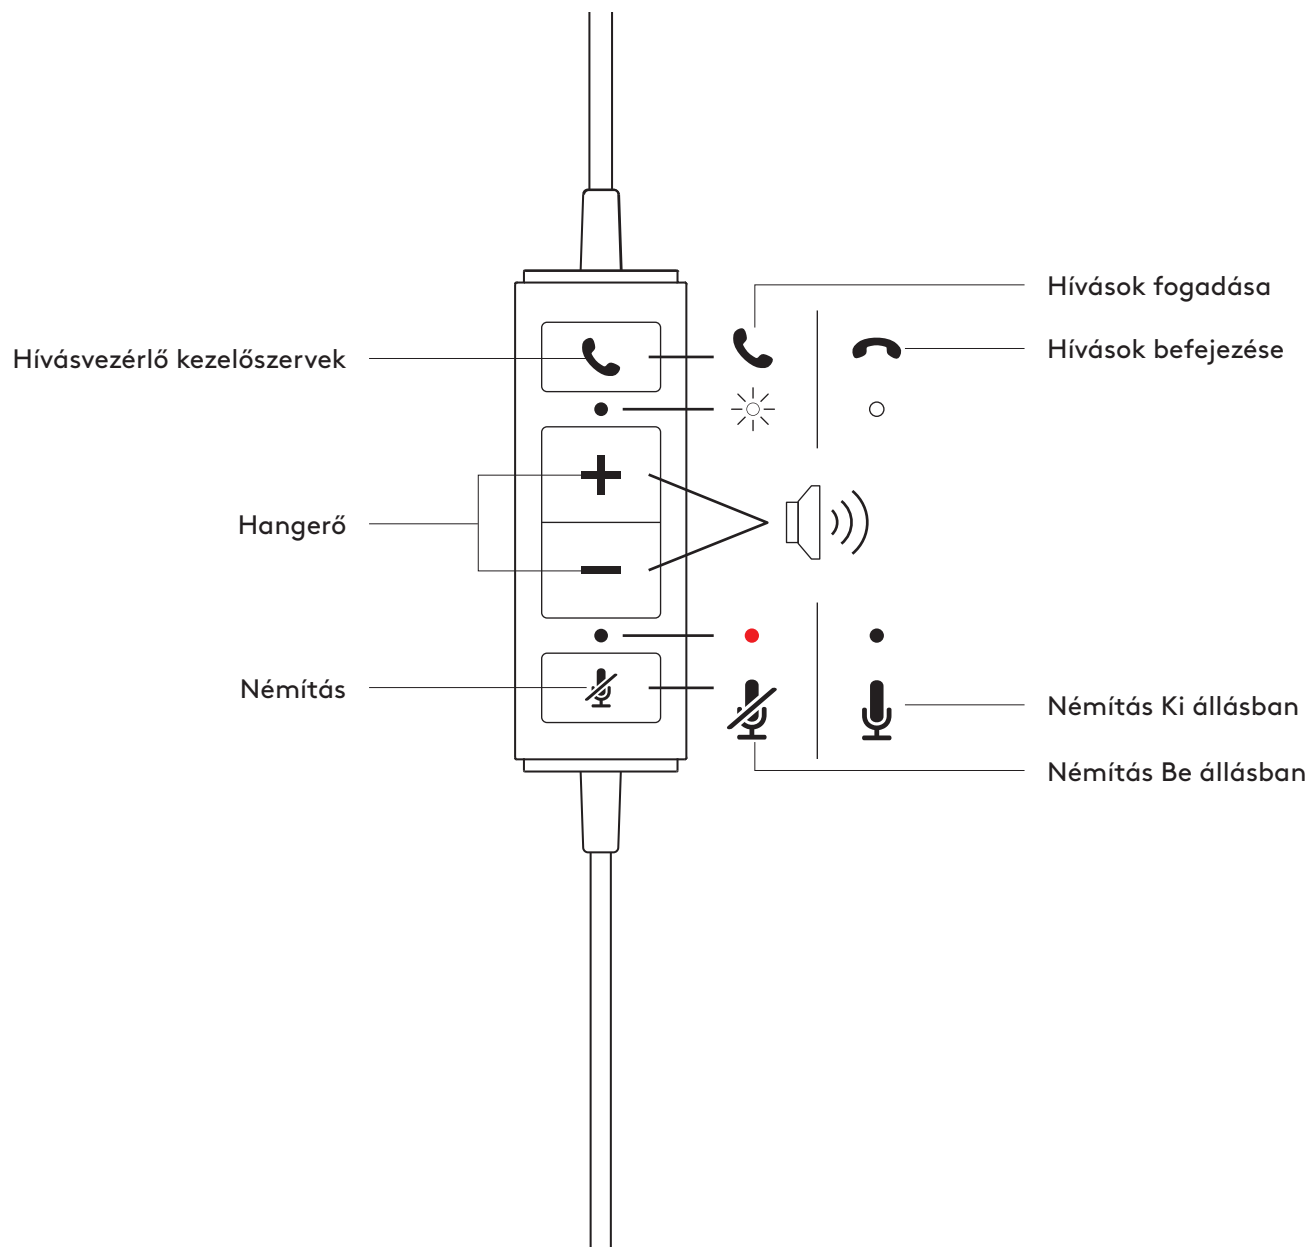 Hívások fogadása
Hívásvezérlő kezelőszervek
Hívások befejezése
Hangerő
Némítás
Némítás Ki állásban
Némítás Be állásban